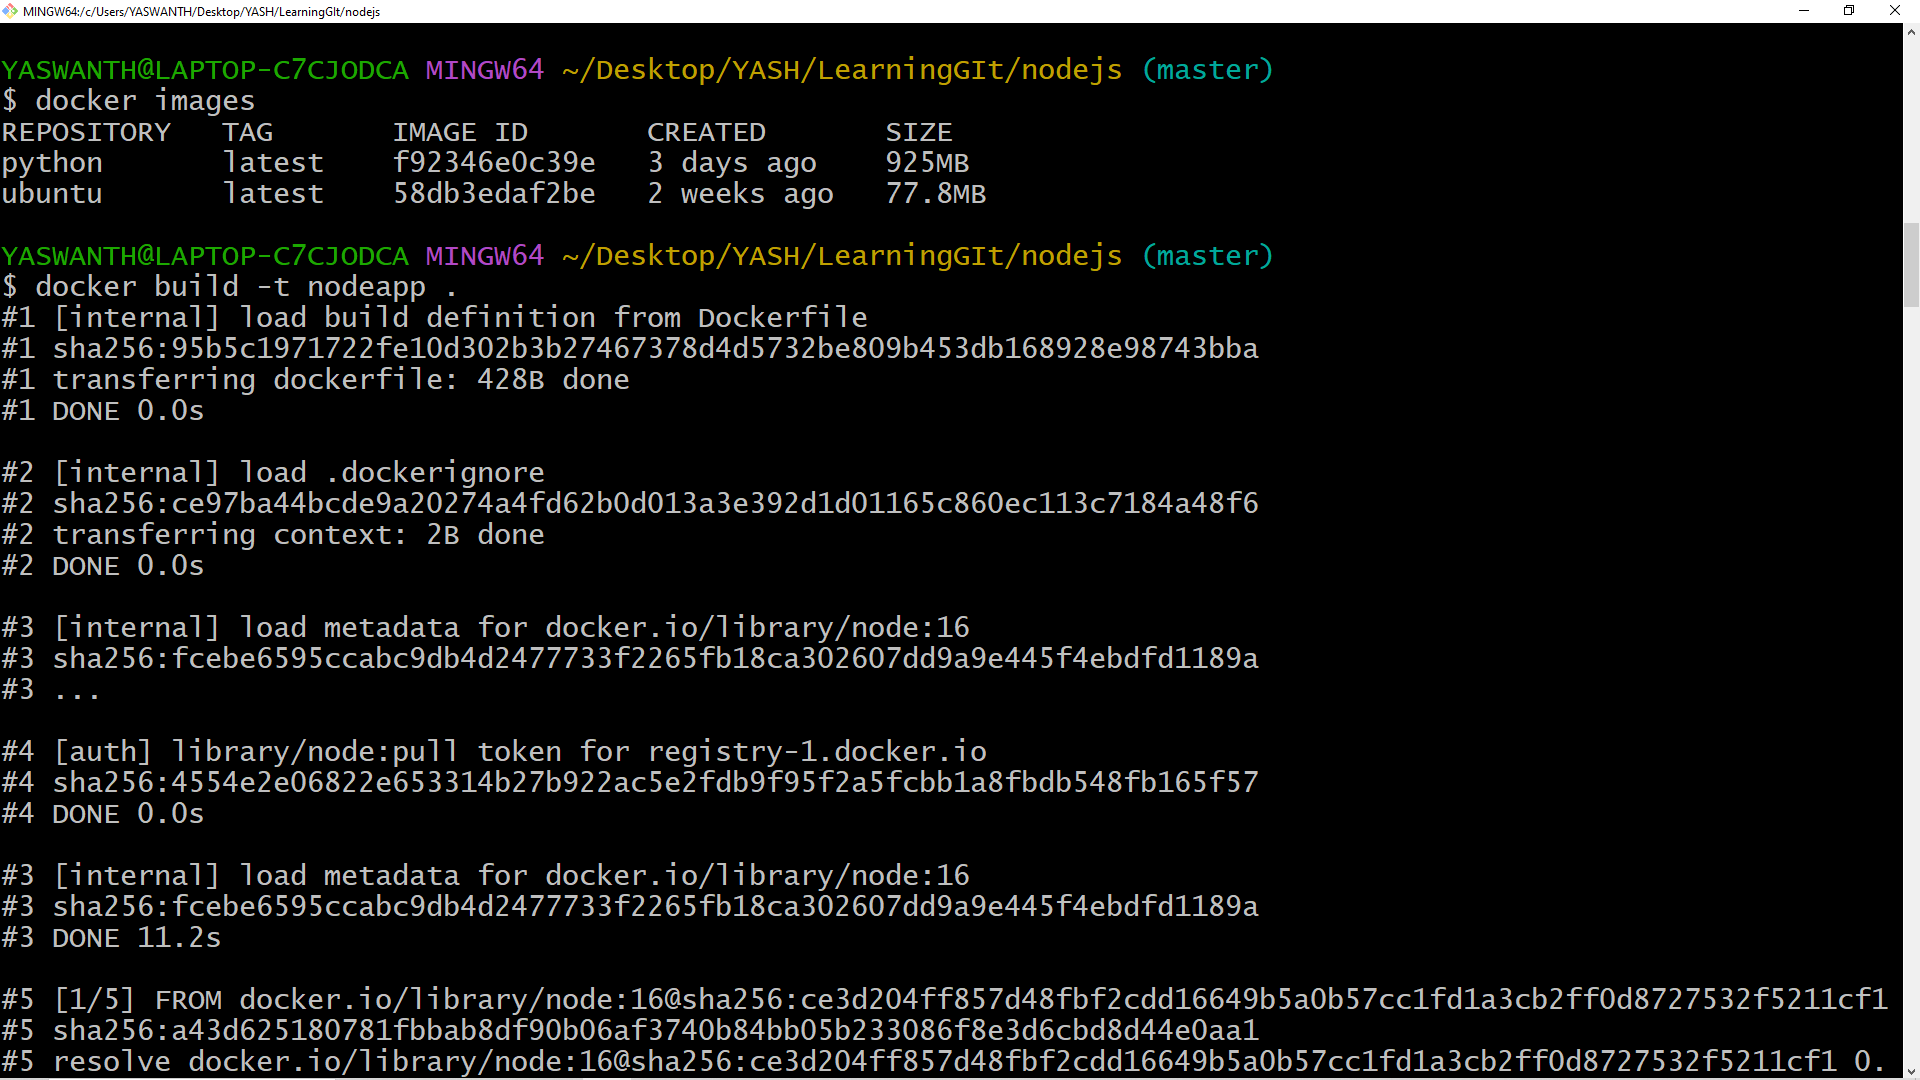 MINGW64:/c/Users/YASWANTH/Desktop/YASH/LearningGIt/nodejs
YASWANTH@LAPTOP-C7CJODCA MINGW64 ~/Desktop/YASH/LearningGIt/nodejs (master)
$ docker images
REPOSITORY   TAG       IMAGE ID       CREATED       SIZE
python       latest    f92346e0c39e   3 days ago    925MB
ubuntu       latest    58db3edaf2be   2 weeks ago   77.8MB
YASWANTH@LAPTOP-C7CJODCA MINGW64 ~/Desktop/YASH/LearningGIt/nodejs (master)
$ docker build -t nodeapp .
#1 [internal] load build definition from Dockerfile
#1 sha256:95b5c1971722fe10d302b3b27467378d4d5732be809b453db168928e98743bba
#1 transferring dockerfile: 428B done
#1 DONE 0.0s
#2 [internal] load .dockerignore
#2 sha256:ce97ba44bcde9a20274a4fd62b0d013a3e392d1d01165c860ec113c7184a48f6
#2 transferring context: 2B done
#2 DONE 0.0s
#3 [internal] load metadata for docker.io/library/node:16
#3 sha256:fcebe6595ccabc9db4d2477733f2265fb18ca302607dd9a9e445f4ebdfd1189a
#3 ...
#4 [auth] library/node:pull token for registry-1.docker.io
#4 sha256:4554e2e06822e653314b27b922ac5e2fdb9f95f2a5fcbb1a8fbdb548fb165f57
#4 DONE 0.0s
#3 [internal] load metadata for docker.io/library/node:16
#3 sha256:fcebe6595ccabc9db4d2477733f2265fb18ca302607dd9a9e445f4ebdfd1189a
#3 DONE 11.2s
#5 [1/5] FROM docker.io/library/node:16@sha256:ce3d204ff857d48fbf2cdd16649b5a0b57cc1fd1a3cb2ff0d8727532f5211cf1
#5 sha256:a43d625180781fbbab8df90b06af3740b84bb05b233086f8e3d6cbd8d44e0aa1
#5 resolve docker.io/library/node:16@sha256:ce3d204ff857d48fbf2cdd16649b5a0b57cc1fd1a3cb2ff0d8727532f5211cf1 0.